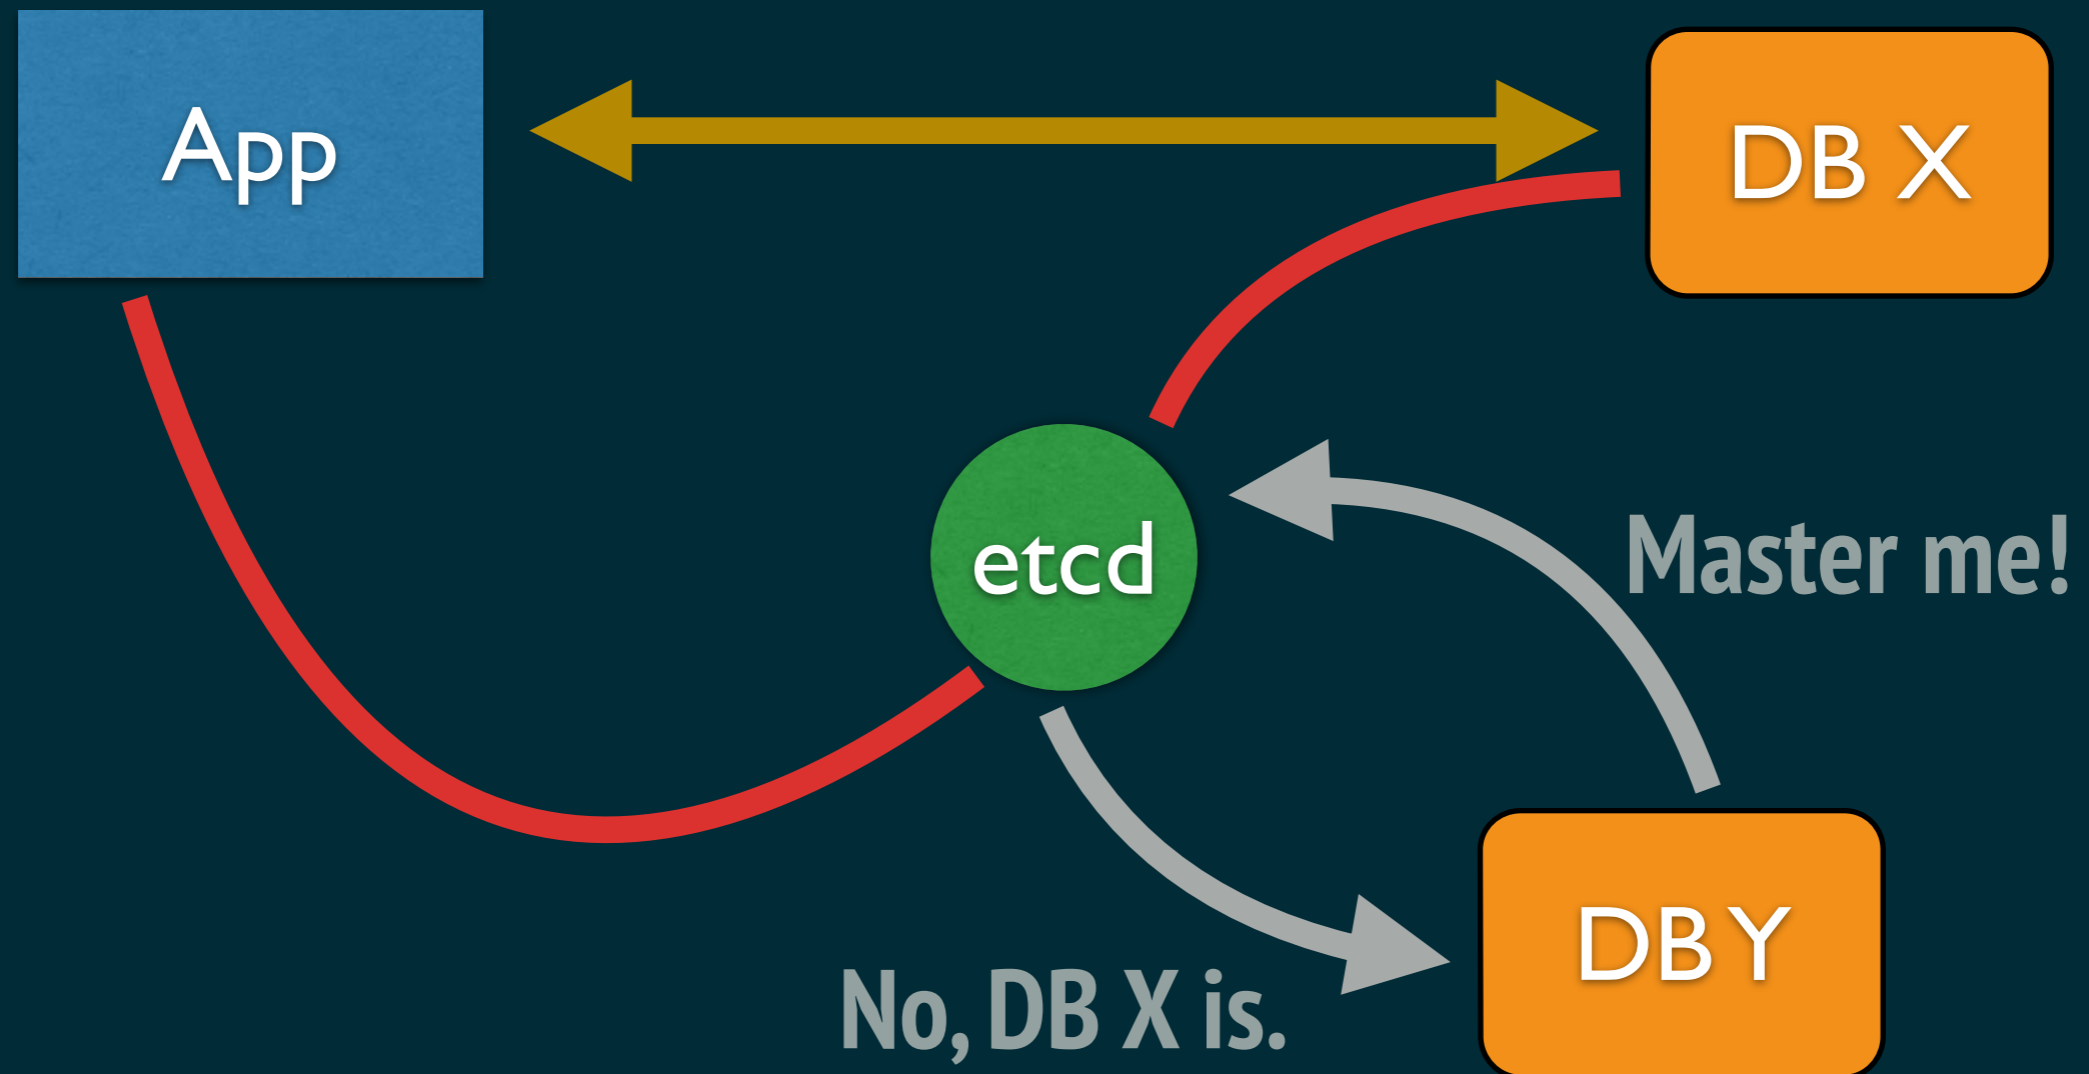 App
DB X
etcd
Master me!
DB Y
No, DB X is.